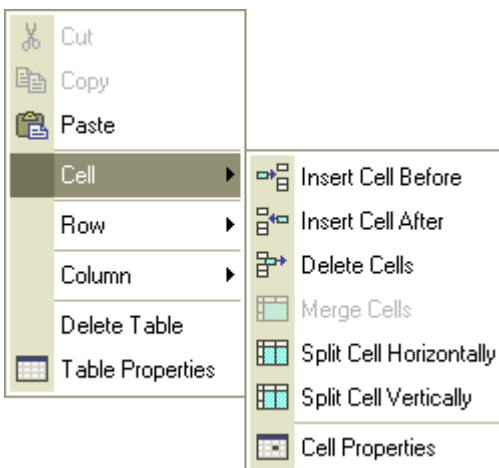 Cut
Copy
Paste
Cell
Row
Column
Delete Table
Table Properties
Insert Cell Before
Insert Cell After
Delete Cells
Merge Cells
Split Cell Horizontally
Split Cell Vertically
Cell Properties